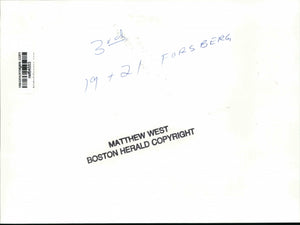 3rd
19 + 21 FORSBERG
MATTHEW WEST
BOSTON HERALD COPYRIGHT